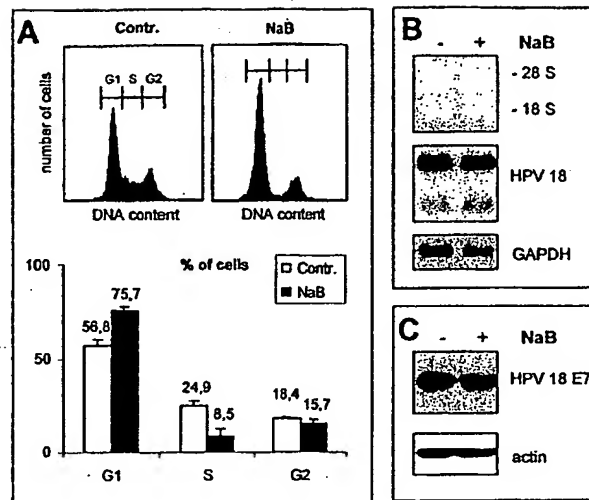 A
Contr.
NaB
G1 S G2
number of cells
DNA content
DNA content
% of cells
Contr.
NaB
100
50
0
56,8
75,7
24,9
8,5
18,4
15,7
G1
S
G2
B
- + NaB
- 28 S
- 18 S
HPV 18
GAPDH
C
- + NaB
HPV 18 E7
actin